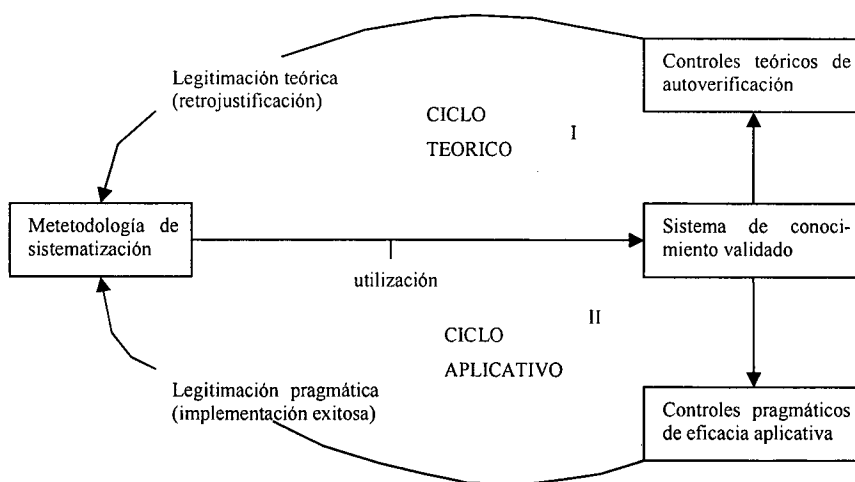 Legitimación teórica
(retrojustificación)
Controles teóricos de
autoverificación
CICLO
TEORICO
I
Metetodología de
sistematización
Sistema de conoci-
miento validado
utilización
II
CICLO
APLICATIVO
Legitimación pragmática
(implementación exitosa)
Controles pragmáticos
de eficacia aplicativa